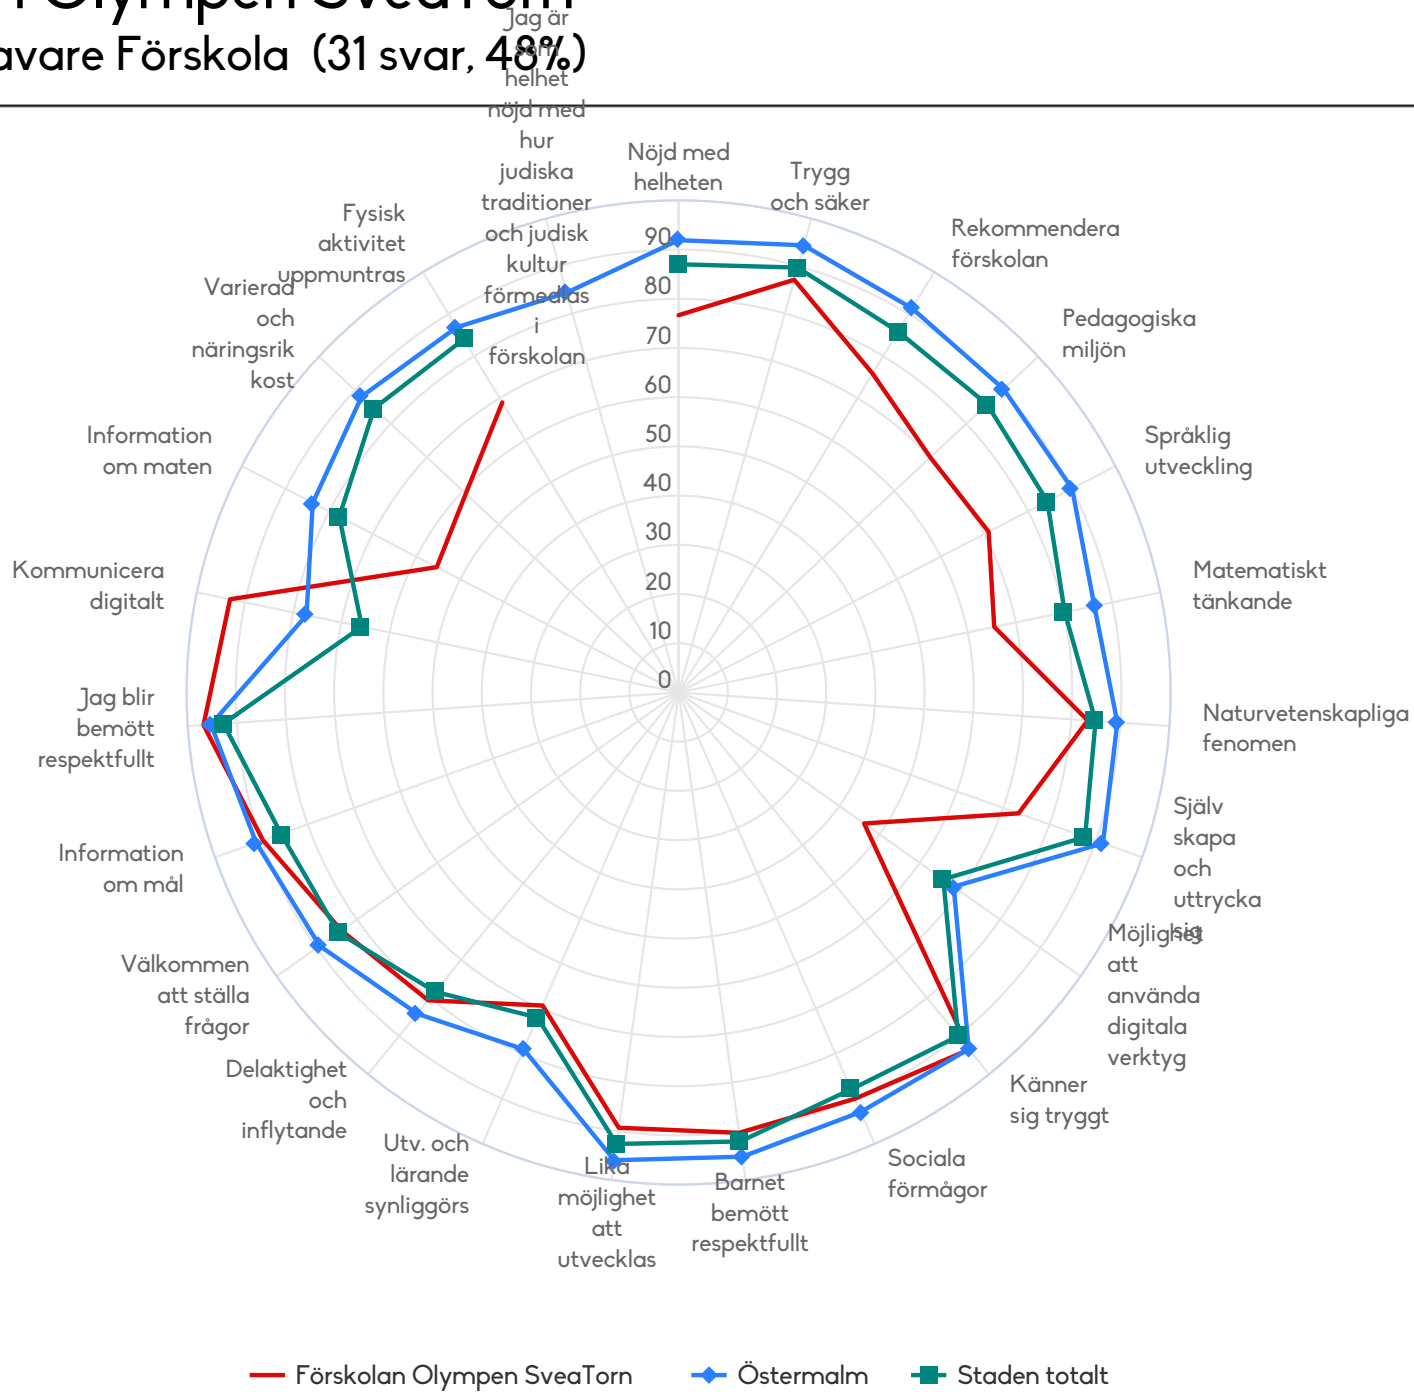 Olympen SveaTorn
avare Förskola (31 svar, 48%)
Jag är
som
helhet
nöjd med
hur
judiska
traditioner
och judisk
kultur
förmedlas
i
förskolan
Nöjd med
helheten
Trygg
och säker
Rekommendera
förskolan
Pedagogiska
miljön
Språklig
utveckling
Matematiskt
tänkande
Naturvetenskapliga
fenomen
Själv
skapa
och
uttrycka
sig
Möjlighet
att
använda
digitala
verktyg
Känner
sig tryggt
Sociala
förmågor
Barnet
bemött
respektfullt
Lika
möjlighet
att
utvecklas
Utv. och
lärande
synliggörs
Delaktighet
och
inflytande
Välkommen
att ställa
frågor
Information
om mål
Jag blir
bemött
respektfullt
Kommunicera
digitalt
Information
om maten
Varierad
och
näringsrik
kost
Fysisk
aktivitet
uppmuntras
90
80
70
60
50
40
30
20
10
0
Förskolan Olympen SveaTorn
Östermalm
Staden totalt